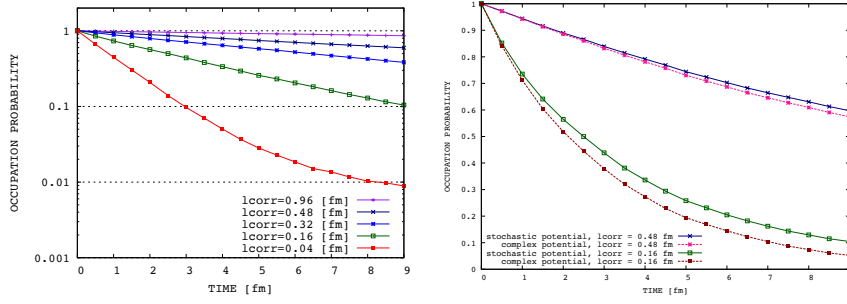 1
0.1
0.01
0.001
0 1 2 3 4 5 6 7 8 9
OCCUPATION PROBABILITY
TIME [fm]
lcorr=0.96 [fm]
lcorr=0.48 [fm]
lcorr=0.32 [fm]
lcorr=0.16 [fm]
lcorr=0.04 [fm]
1
0.9
0.8
0.7
0.6
0.5
0.4
0.3
0.2
0.1
0
0 1 2 3 4 5 6 7 8 9
OCCUPATION PROBABILITY
TIME [fm]
stochastic potential, lcorr = 0.48 fm
complex potential, lcorr = 0.48 fm
stochastic potential, lcorr = 0.16 fm
complex potential, lcorr = 0.16 fm